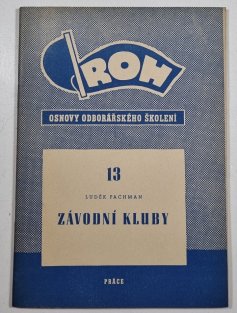 ROH
OSNOVY ODBORÁŘSKÉHO ŠKOLENÍ
13
LUDĚK PACHMAN
ZÁVODNÍ KLUBY
PRÁCE